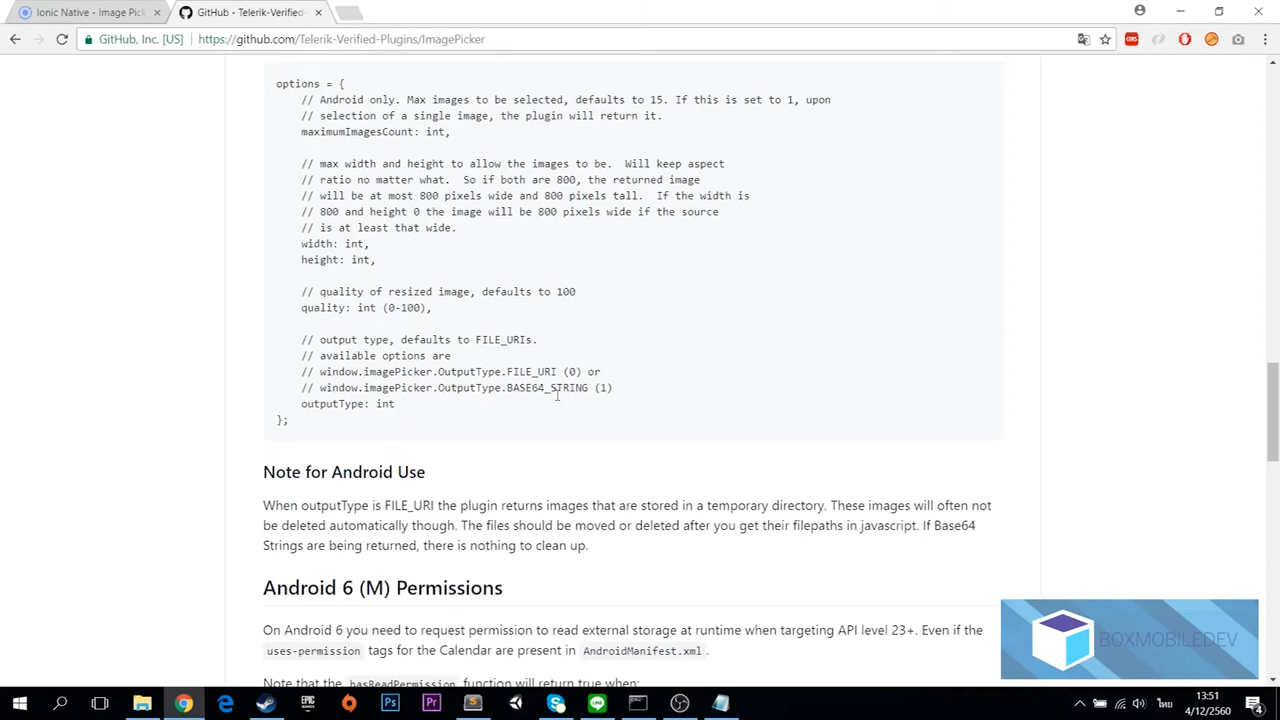 Ionic Native - Image Pick
GitHub - Telerik-Verified-
GitHub, Inc. [US]
https://github.com/Telerik-Verified-Plugins/ImagePicker
options = {
// Android only. Max images to be selected, defaults to 15. If this is set to 1, upon
// selection of a single image, the plugin will return it.
maximumImagesCount: int,
// max width and height to allow the images to be.  Will keep aspect
// ratio no matter what.  So if both are 800, the returned image
// will be at most 800 pixels wide and 800 pixels tall.  If the width is
// 800 and height 0 the image will be 800 pixels wide if the source
// is at least that wide.
width: int,
height: int,
// quality of resized image, defaults to 100
quality: int (0-100),
// output type, defaults to FILE_URIs.
// available options are
// window.imagePicker.OutputType.FILE_URI (0) or
// window.imagePicker.OutputType.BASE64_STRING (1)
outputType: int
};
Note for Android Use
When outputType is FILE_URI the plugin returns images that are stored in a temporary directory. These images will often not
be deleted automatically though. The files should be moved or deleted after you get their filepaths in javascript. If Base64
Strings are being returned, there is nothing to clean up.
Android 6 (M) Permissions
On Android 6 you need to request permission to read external storage at runtime when targeting API level 23+. Even if the
uses-permission tags for the Calendar are present in AndroidManifest.xml.
Note that the hasReadPermission function will return true when:
BOXMOBILEDEV
13:51
ไทย
4/12/2560